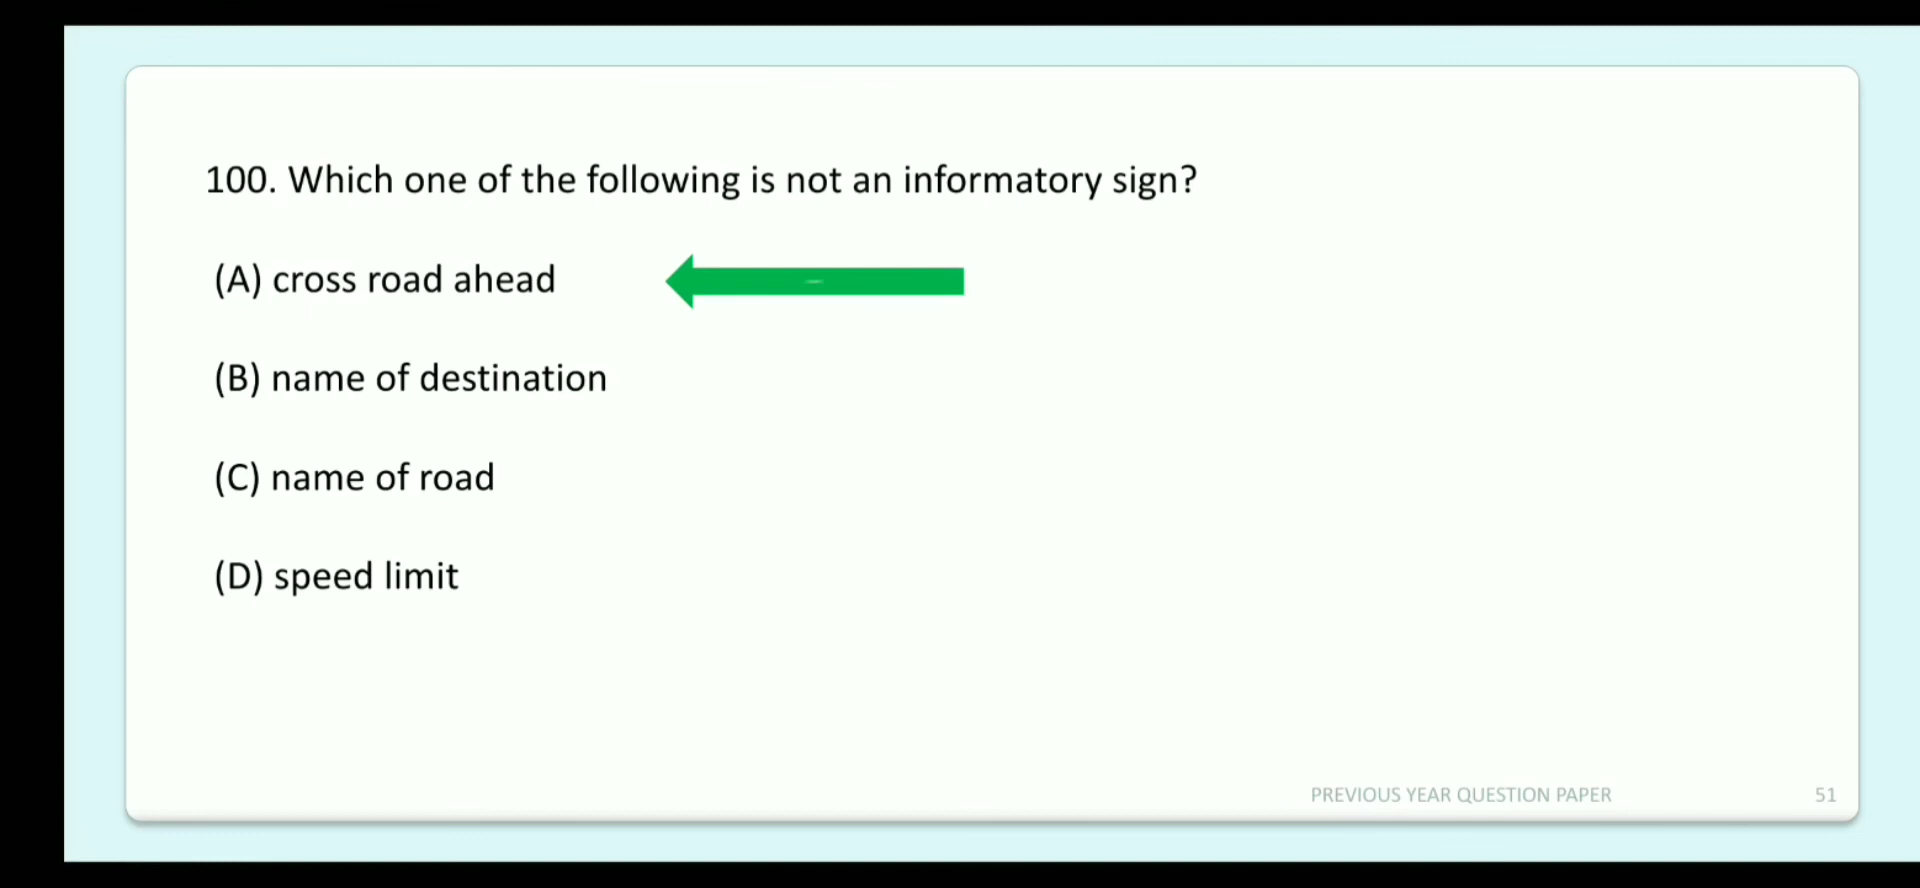 100. Which one of the following is not an informatory sign?
(A) cross road ahead
(B) name of destination
(C) name of road
(D) speed limit
PREVIOUS YEAR QUESTION PAPER
51